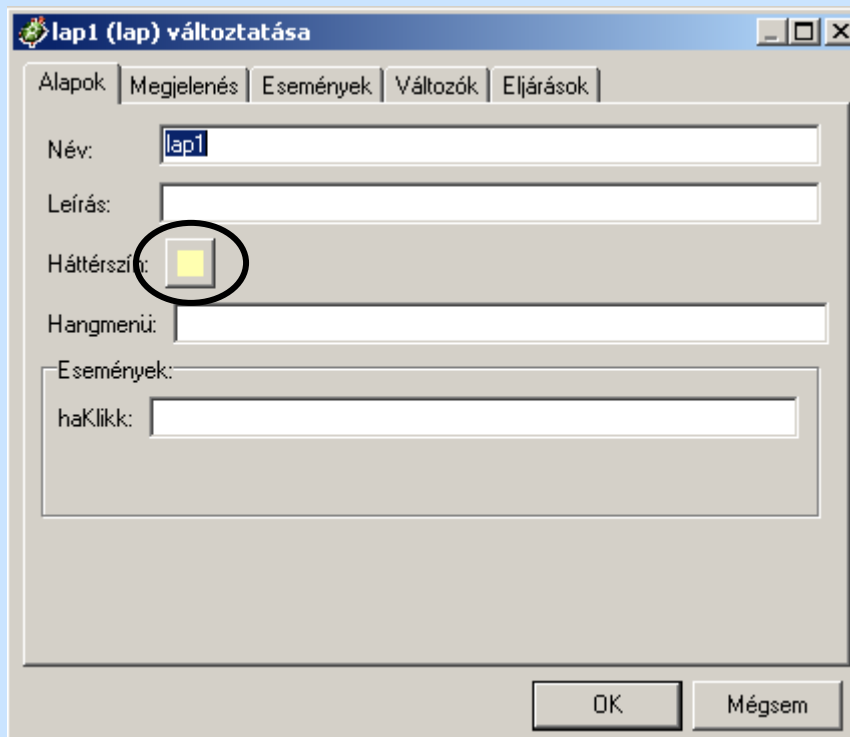 lap1 (lap) változtatása
Alapok Megjelenés Események Változók Eljárások
Név: lap1
Leírás:
Háttérszín:
Hangmenü:
Események:
haKlikk:
OK Mégsem